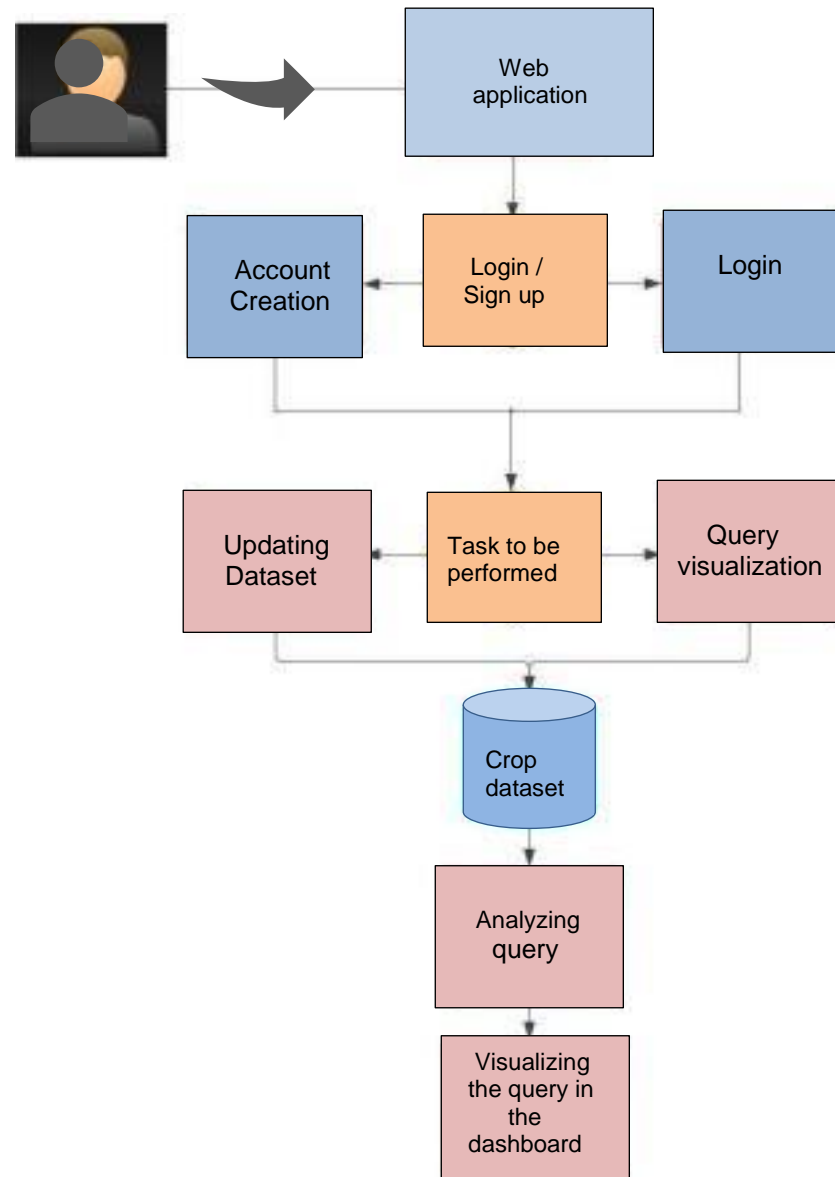 Web
application
Account
Creation
Login /
Sign up
Login
Updating
Dataset
Task to be
performed
Query
visualization
Crop
dataset
Analyzing
query
Visualizing
the query in
the
dashboard